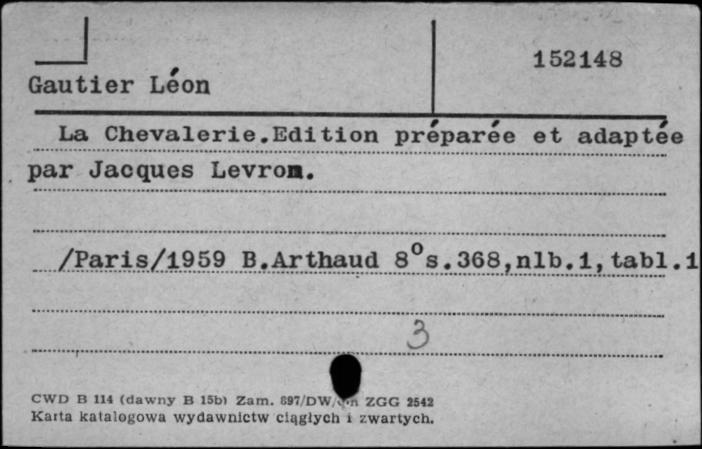 152148
Gautier Léon
La Chevalerie.Edition préparée et adaptée
par Jacques Levron.
/Paris/1959 B.Arthaud 8°s.368,nlb.1,tabl.1
3
CWD B 114 (dawny B 15b) Zam. 697/DW/ ZGG 2542
Karta katalogowa wydawnictw ciągłych i zwartych.